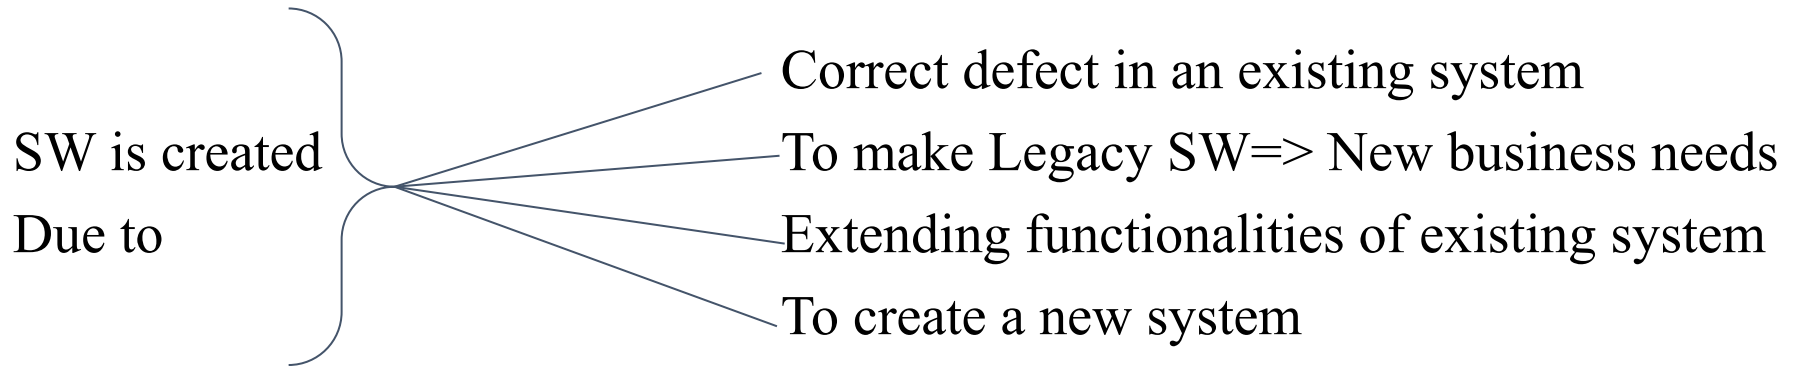 SW is created
Due to
Correct defect in an existing system
To make Legacy SW=> New business needs
Extending functionalities of existing system
To create a new system